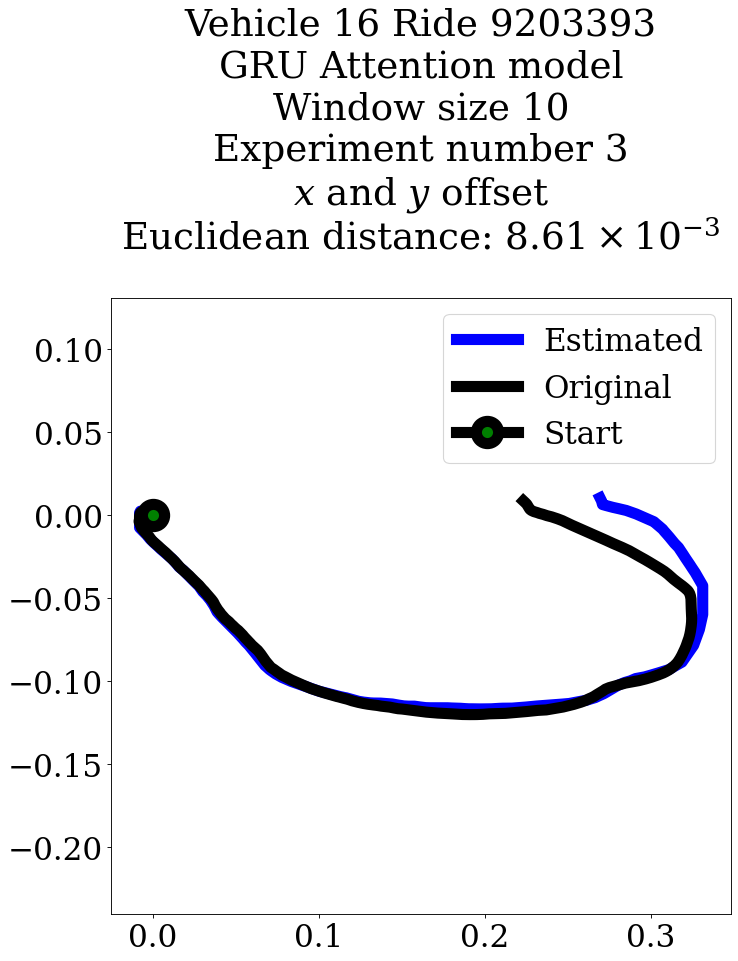 Vehicle 16 Ride 9203393
GRU Attention model
Window size 10
Experiment number 3
x and y offset
Euclidean distance: 8.61 × 10⁻³
Estimated
Original
Start
0.10
0.05
0.00
−0.05
−0.10
−0.15
−0.20
0.0 0.1 0.2 0.3